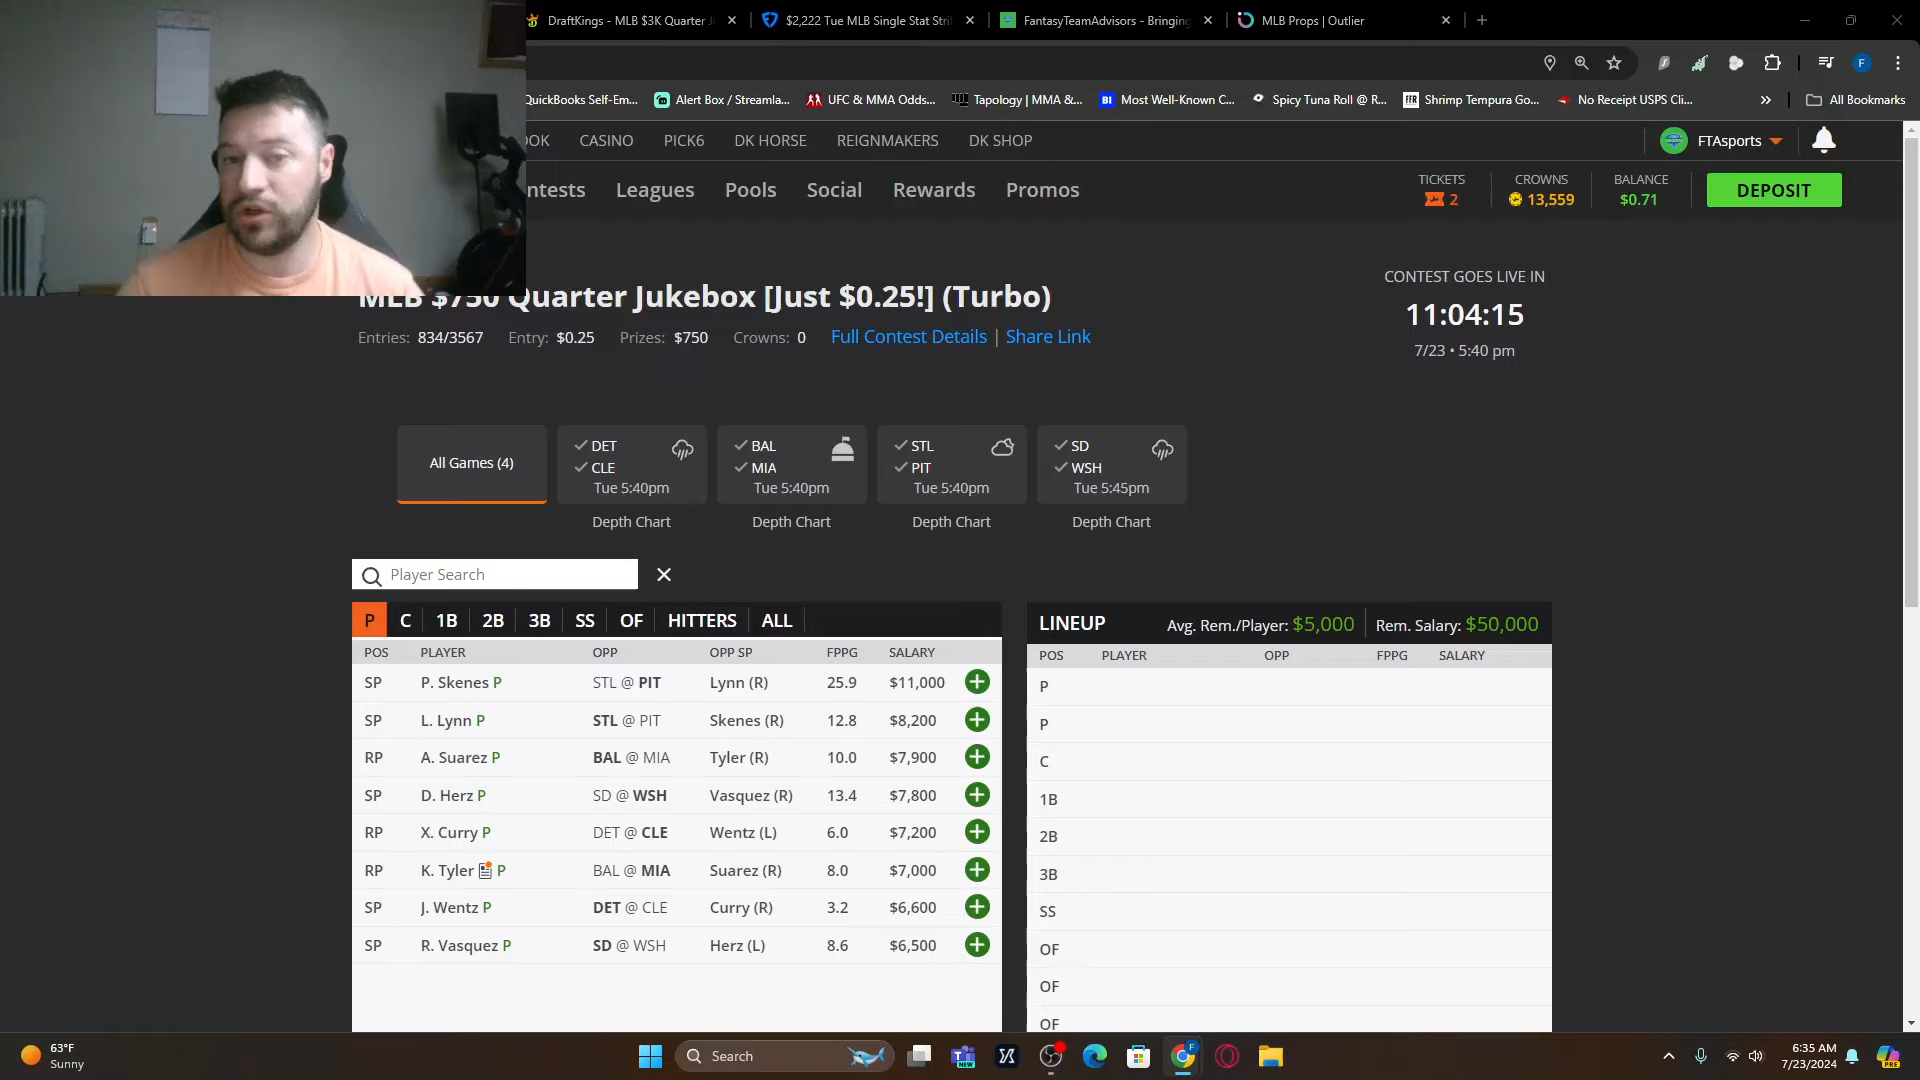 DraftKings - MLB $3K Quarter J
$2,222 Tue MLB Single Stat Stri
FantasyTeamAdvisors - Bringing
MLB Props | Outlier
F
QuickBooks Self-Em...
Alert Box / Streamla...
UFC & MMA Odds...
Tapology | MMA &...
BI Most Well-Known C...
Spicy Tuna Roll @ R...
FFR Shrimp Tempura Go...
No Receipt USPS Cli...
All Bookmarks
OOK CASINO PICK6 DK HORSE REIGNMAKERS DK SHOP
FTAsports
ntests Leagues Pools Social Rewards Promos
TICKETS CROWNS BALANCE
2 13,559 $0.71
DEPOSIT
MLB $750 Quarter Jukebox [Just $0.25!] (Turbo)
Entries: 834/3567 Entry: $0.25 Prizes: $750 Crowns: 0 Full Contest Details | Share Link
CONTEST GOES LIVE IN
11:04:15
7/23 • 5:40 pm
All Games (4)
DET
CLE
Tue 5:40pm
Depth Chart
BAL
MIA
Tue 5:40pm
Depth Chart
STL
PIT
Tue 5:40pm
Depth Chart
SD
WSH
Tue 5:45pm
Depth Chart
Player Search
P C 1B 2B 3B SS OF HITTERS ALL
POS PLAYER OPP OPP SP FPPG SALARY
SP P. Skenes P STL @ PIT Lynn (R) 25.9 $11,000
SP L. Lynn P STL @ PIT Skenes (R) 12.8 $8,200
RP A. Suarez P BAL @ MIA Tyler (R) 10.0 $7,900
SP D. Herz P SD @ WSH Vasquez (R) 13.4 $7,800
RP X. Curry P DET @ CLE Wentz (L) 6.0 $7,200
RP K. Tyler P BAL @ MIA Suarez (R) 8.0 $7,000
SP J. Wentz P DET @ CLE Curry (R) 3.2 $6,600
SP R. Vasquez P SD @ WSH Herz (L) 8.6 $6,500
LINEUP Avg. Rem./Player: $5,000 Rem. Salary: $50,000
POS PLAYER OPP FPPG SALARY
P
P
C
1B
2B
3B
SS
OF
OF
OF
63°F
Sunny
Search
NEW
F
6:35 AM
7/23/2024
PRE